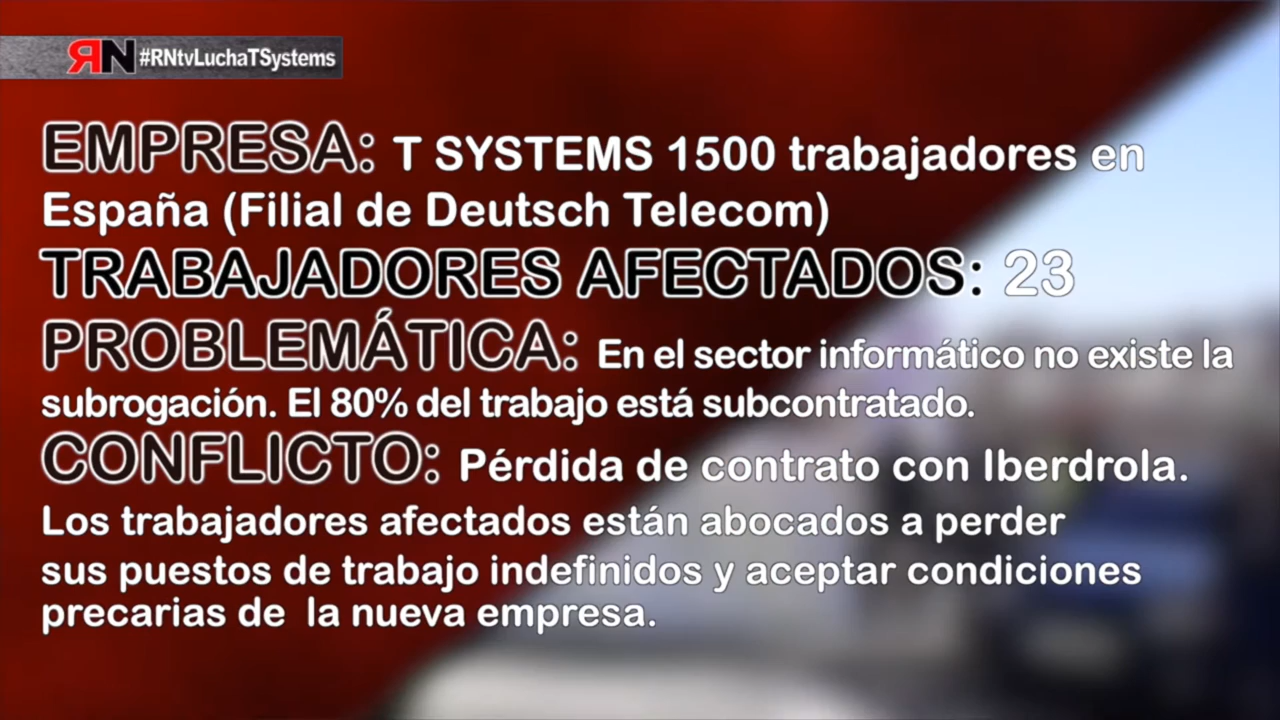 ЯN #RNtvLuchaTSystems
EMPRESA: T SYSTEMS 1500 trabajadores en
España (Filial de Deutsch Telecom)
TRABAJADORES AFECTADOS: 23
PROBLEMÁTICA: En el sector informático no existe la
subrogación. El 80% del trabajo está subcontratado.
CONFLICTO: Pérdida de contrato con Iberdrola.
Los trabajadores afectados están abocados a perder
sus puestos de trabajo indefinidos y aceptar condiciones
precarias de la nueva empresa.